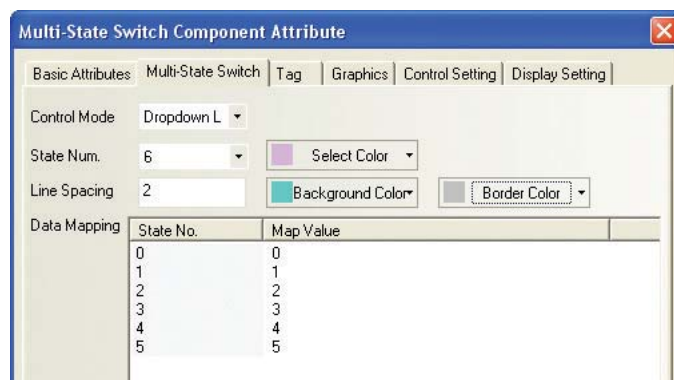 Multi-State Switch Component Attribute
Basic Attributes Multi-State Switch Tag Graphics Control Setting Display Setting
Control Mode Dropdown L
State Num. 6 Select Color
Line Spacing 2 Background Color Border Color
Data Mapping State No. Map Value
0 0
1 1
2 2
3 3
4 4
5 5